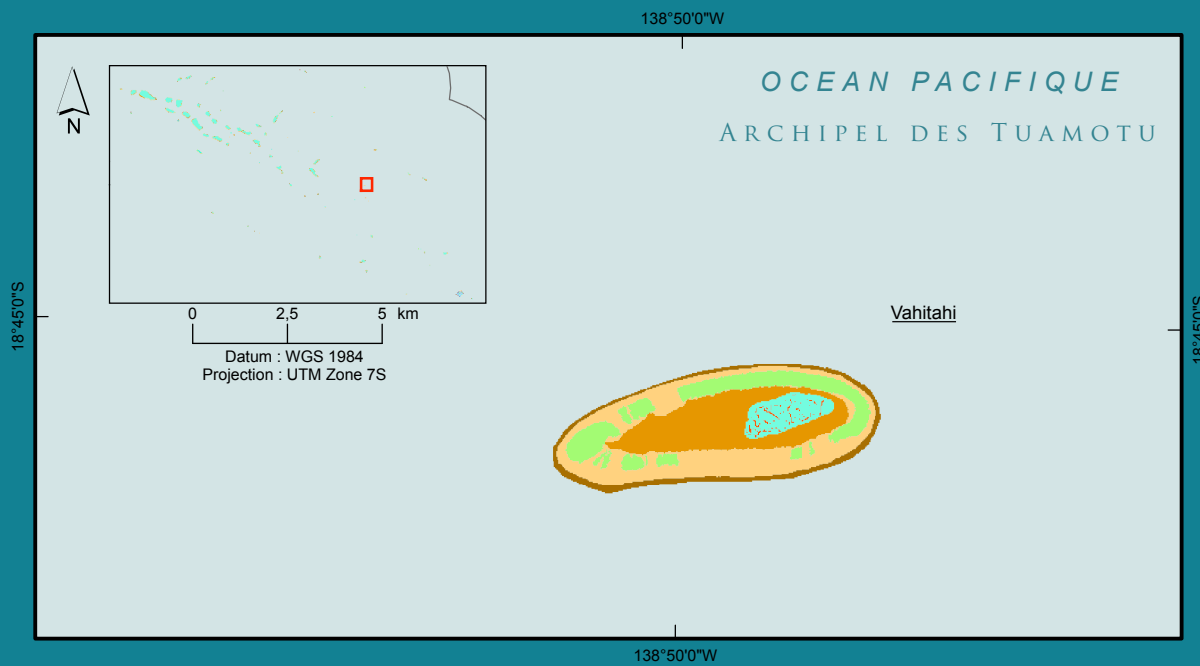 138°50'0"W
OCEAN PACIFIQUE
ARCHIPEL DES TUAMOTU
N
18°45'0"S
18°45'0"S
0 2,5 5 km
Vahitahi
Datum : WGS 1984
Projection : UTM Zone 7S
138°50'0"W